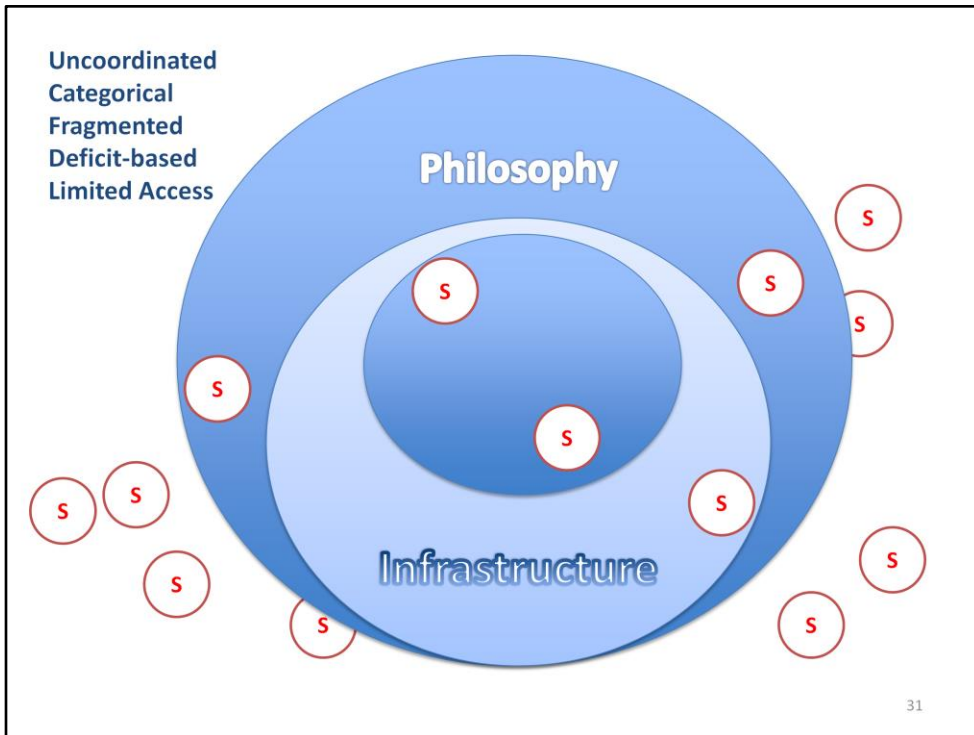 Uncoordinated
Categorical
Fragmented
Deficit-based
Limited Access
Philosophy
S
S
S
S
S
S
S
S
S
S
Infrastructure
S
S
S
31